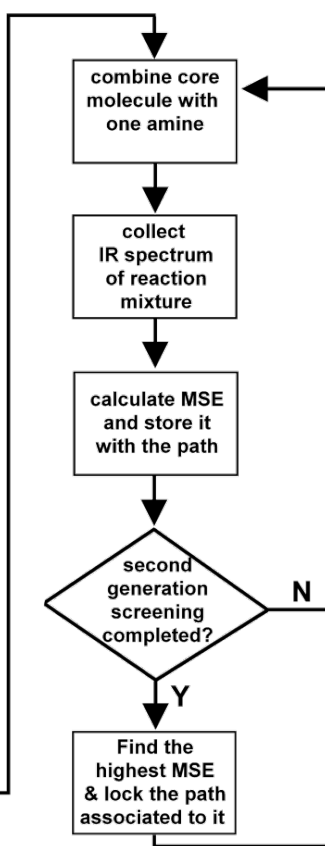 combine core
molecule with
one amine
collect
IR spectrum
of reaction
mixture
calculate MSE
and store it
with the path
second
generation
screening
completed?
N
Y
Find the
highest MSE
& lock the path
associated to it